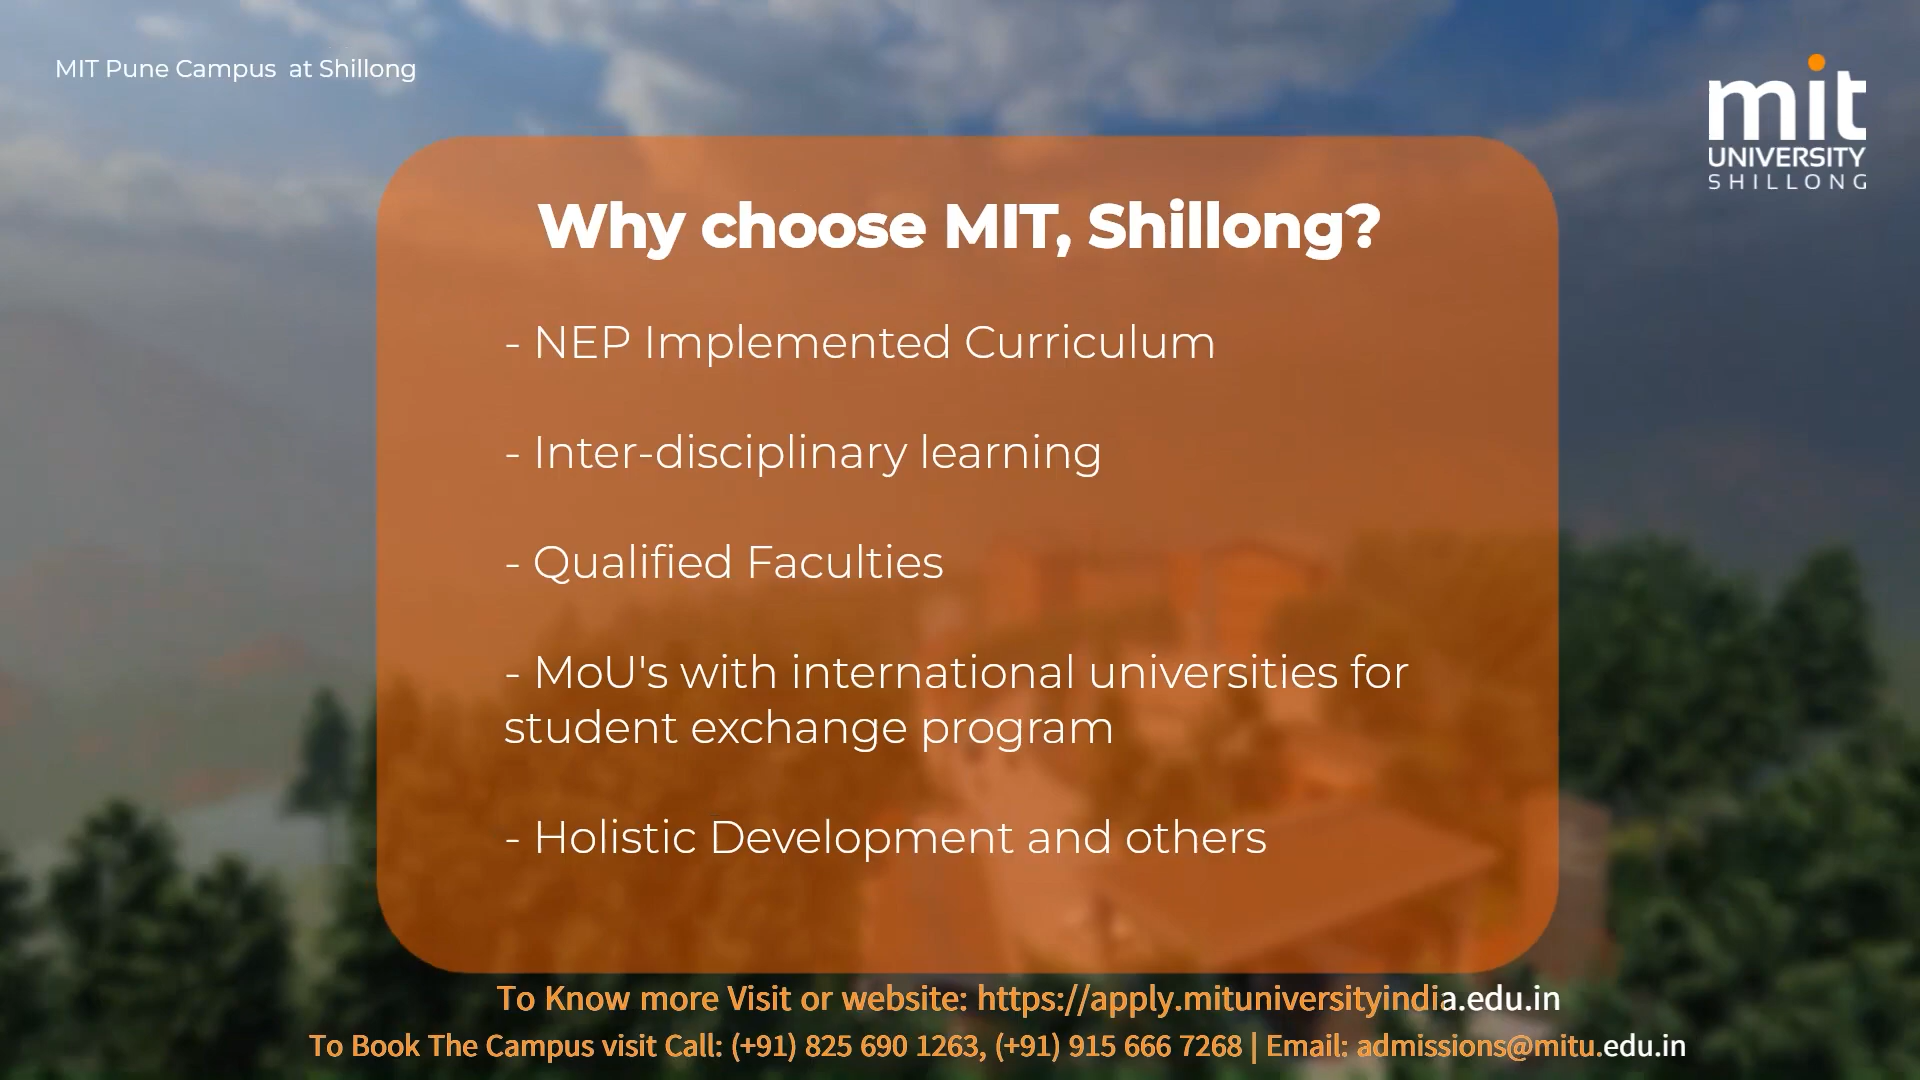 MIT Pune Campus at Shillong
mit
UNIVERSITY
SHILLONG
Why choose MIT, Shillong?
- NEP Implemented Curriculum
- Inter-disciplinary learning
- Qualified Faculties
- MoU's with international universities for
student exchange program
- Holistic Development and others
To Know more Visit or website: https://apply.mituniversityindia.edu.in
To Book The Campus visit Call: (+91) 825 690 1263, (+91) 915 666 7268 | Email: admissions@mitu.edu.in